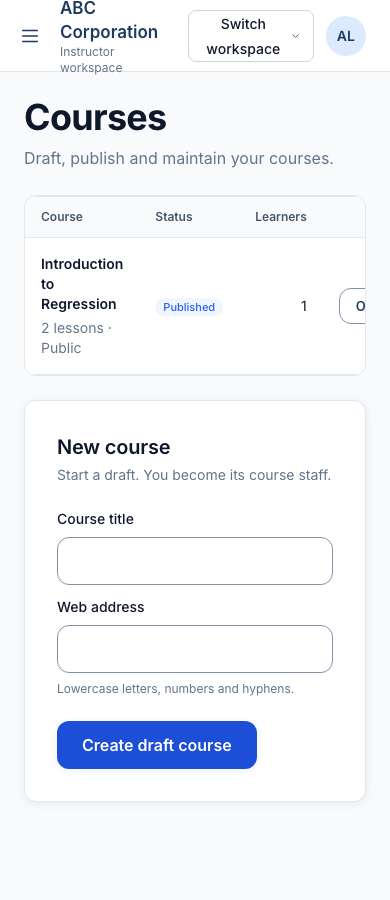 ABC
Corporation
Instructor
workspace
Switch
workspace
AL
Courses
Draft, publish and maintain your courses.
Course Status Learners
Introduction
to
Regression
2 lessons ·
Public
Published
1
New course
Start a draft. You become its course staff.
Course title
Web address
Lowercase letters, numbers and hyphens.
Create draft course